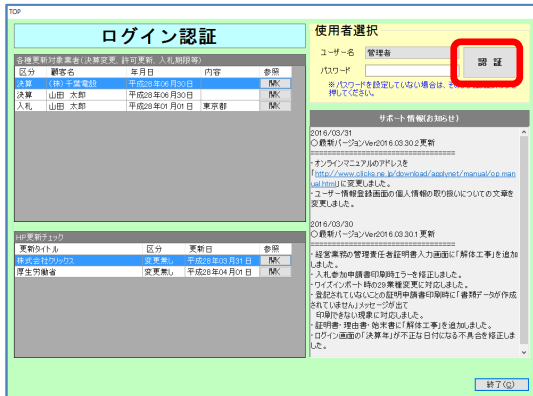 TOP
ログイン認証
各種更新対象業者(決算変更、許可更新、入札期限等)
区分 顧客名 年月日 内容 参照
決算 (株)千葉電設 平成28年06月30日
決算 山田 太郎 平成28年06月30日
入札 山田 太郎 平成28年01月01日 東京都
HP更新チェック
更新タイトル 区分 更新日 参照
株式会社クリックス 変更無し 平成28年03月31日
厚生労働省 変更無し 平成28年04月01日
使用者選択
ユーザー名 管理者
パスワード
認 証
※パスワードを設定していない場合は、そ
押してください。
サポート情報(お知らせ)
2016/03/31
○最新バージョンVer2016.03.30.2更新
==================================
・オンラインマニュアルのアドレスを
「http://www.clicks.ne.jp/download/applynet/manual/op_man
ual.html」に変更しました。
・ユーザー情報登録画面の個人情報の取り扱いについての文章を
変更しました。
2016/03/30
○最新バージョンVer2016.03.30.1更新
==================================
・経営業務の管理責任者証明書入力画面に「解体工事」を追加
しました。
・入札参加申請書印刷時エラーを修正しました。
・ワイズインポート時の29業種変更に対応しました。
・登記されていないことの証明申請書印刷時に「書類データが作成
されていません」メッセージが出て
印刷できない現象に対応しました。
・証明書・理由書・始末書に「解体工事」を追加しました。
・ログイン画面の「決算年」が不正な日付になる不具合を修正しま
した。
終了(Q)